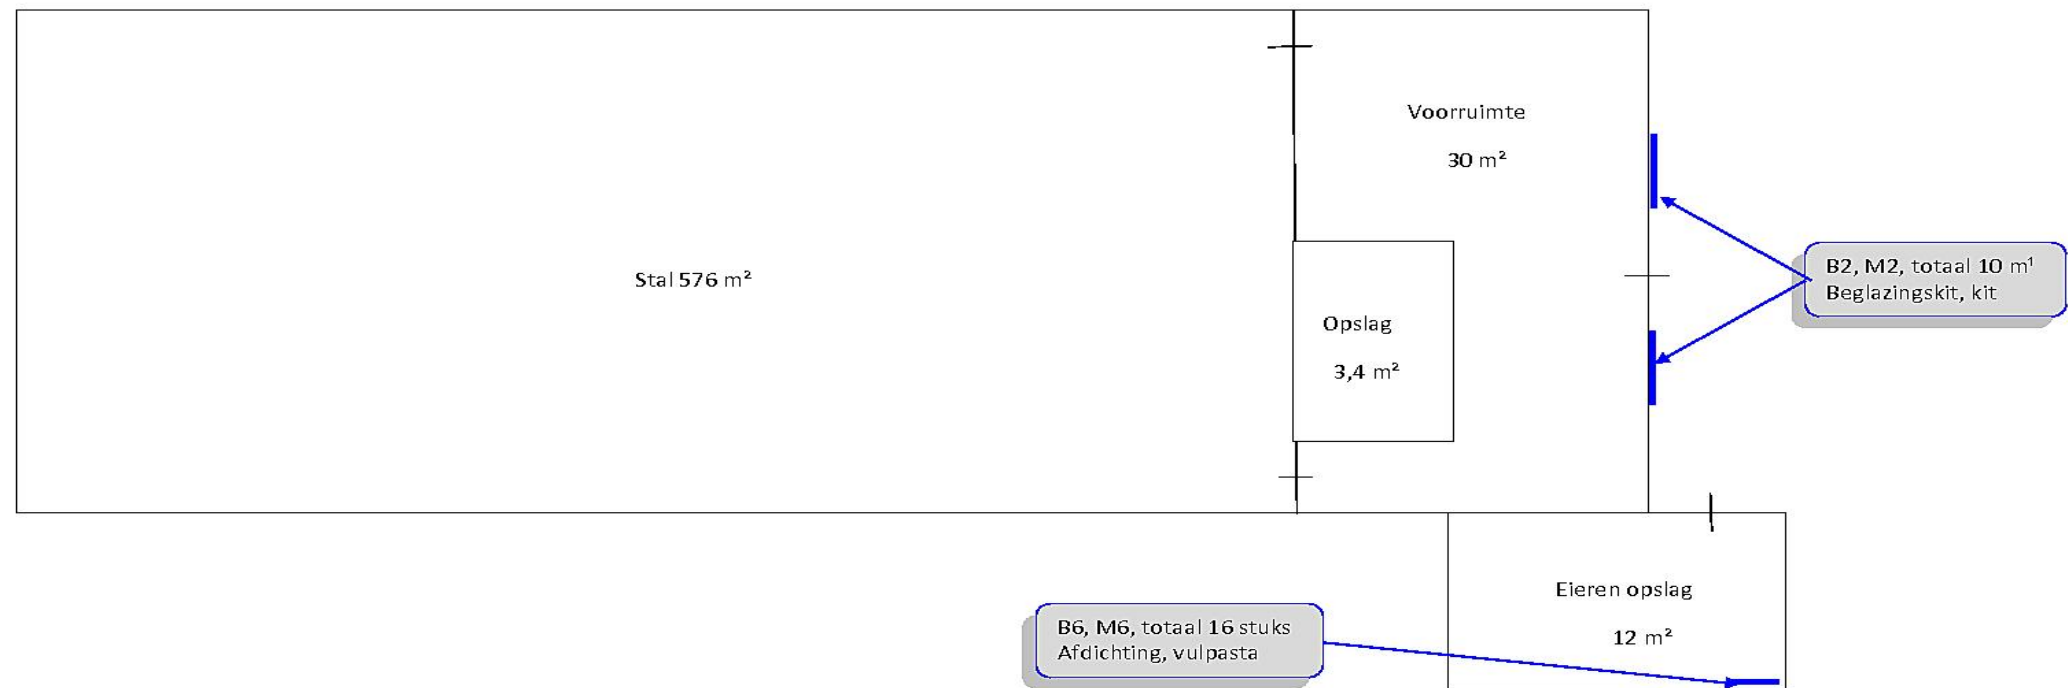 Voorruimte
30 m²
Stal 576 m²
B2, M2, totaal 10 m¹
Beglazingskit, kit
Opslag
3,4 m²
Eieren opslag
12 m²
B6, M6, totaal 16 stuks
Afdichting, vulpasta